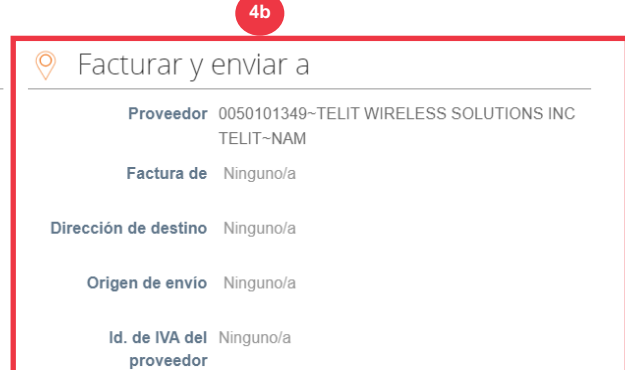 4b
Facturar y enviar a
Proveedor 0050101349~TELIT WIRELESS SOLUTIONS INC
TELIT~NAM
Factura de Ninguno/a
Dirección de destino Ninguno/a
Origen de envío Ninguno/a
Id. de IVA del Ninguno/a
proveedor